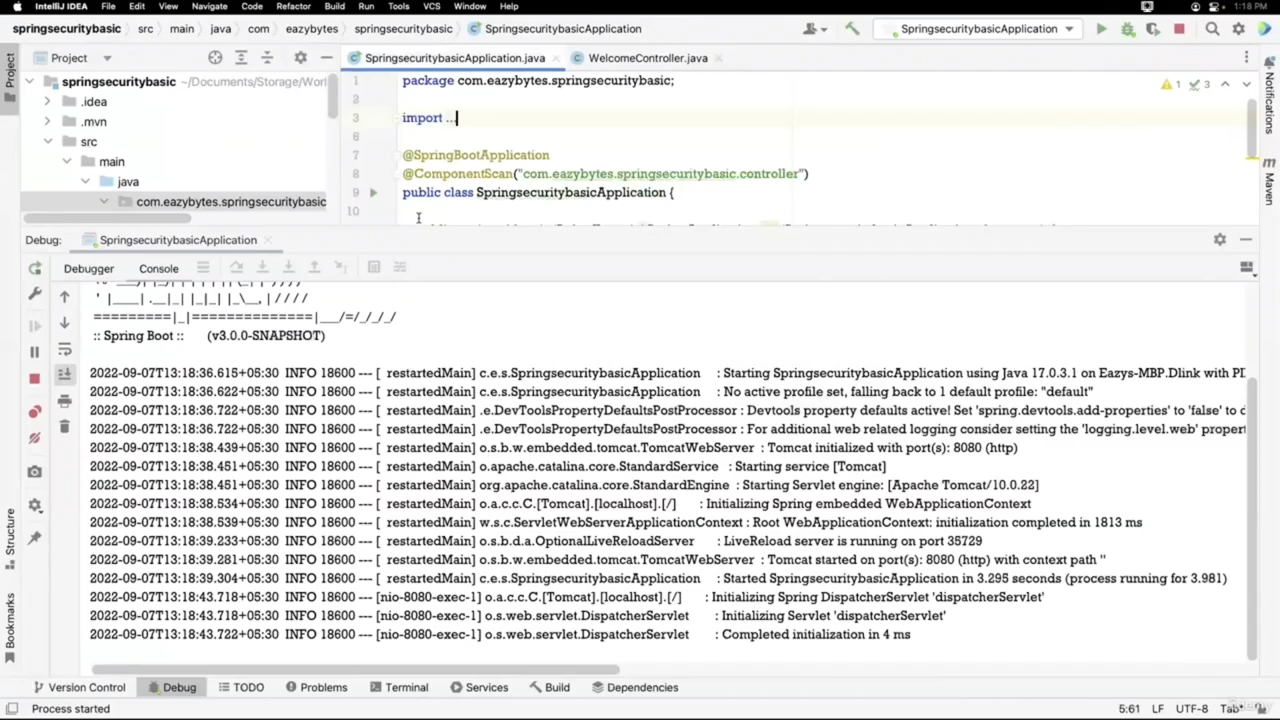 IntelliJ IDEA File Edit View Navigate Code Refactor Build Run Tools VCS Window Help 1:18 PM
springsecuritybasic src main java com eazybytes springsecuritybasic SpringsecuritybasicApplication SpringsecuritybasicApplication
Project SpringsecuritybasicApplication.java WelcomeController.java
Project
Notifications
Maven
springsecuritybasic ~/Documents/Storage/Wor
.idea
.mvn
src
main
java
com.eazybytes.springsecuritybasic
1 package com.eazybytes.springsecuritybasic; 1 3
2
3 import ...
6
7 @SpringBootApplication
8 @ComponentScan("com.eazybytes.springsecuritybasic.controller")
9 public class SpringsecuritybasicApplication {
10
Debug: SpringsecuritybasicApplication
Debugger Console
=========|_|==============|___/=/_/_/_/
:: Spring Boot :: (v3.0.0-SNAPSHOT)
2022-09-07T13:18:36.615+05:30 INFO 18600 --- [ restartedMain] c.e.s.SpringsecuritybasicApplication : Starting SpringsecuritybasicApplication using Java 17.0.3.1 on Eazys-MBP.Dlink with PI
2022-09-07T13:18:36.622+05:30 INFO 18600 --- [ restartedMain] c.e.s.SpringsecuritybasicApplication : No active profile set, falling back to 1 default profile: "default"
2022-09-07T13:18:36.722+05:30 INFO 18600 --- [ restartedMain] .e.DevToolsPropertyDefaultsPostProcessor : Devtools property defaults active! Set 'spring.devtools.add-properties' to 'false' to d
2022-09-07T13:18:36.722+05:30 INFO 18600 --- [ restartedMain] .e.DevToolsPropertyDefaultsPostProcessor : For additional web related logging consider setting the 'logging.level.web' propert
2022-09-07T13:18:38.439+05:30 INFO 18600 --- [ restartedMain] o.s.b.w.embedded.tomcat.TomcatWebServer : Tomcat initialized with port(s): 8080 (http)
2022-09-07T13:18:38.451+05:30 INFO 18600 --- [ restartedMain] o.apache.catalina.core.StandardService : Starting service [Tomcat]
2022-09-07T13:18:38.451+05:30 INFO 18600 --- [ restartedMain] org.apache.catalina.core.StandardEngine : Starting Servlet engine: [Apache Tomcat/10.0.22]
2022-09-07T13:18:38.534+05:30 INFO 18600 --- [ restartedMain] o.a.c.c.C.[Tomcat].[localhost].[/] : Initializing Spring embedded WebApplicationContext
2022-09-07T13:18:38.539+05:30 INFO 18600 --- [ restartedMain] w.s.c.ServletWebServerApplicationContext : Root WebApplicationContext: initialization completed in 1813 ms
2022-09-07T13:18:39.233+05:30 INFO 18600 --- [ restartedMain] o.s.b.d.a.OptionalLiveReloadServer : LiveReload server is running on port 35729
2022-09-07T13:18:39.281+05:30 INFO 18600 --- [ restartedMain] o.s.b.w.embedded.tomcat.TomcatWebServer : Tomcat started on port(s): 8080 (http) with context path ''
2022-09-07T13:18:39.304+05:30 INFO 18600 --- [ restartedMain] c.e.s.SpringsecuritybasicApplication : Started SpringsecuritybasicApplication in 3.295 seconds (process running for 3.981)
2022-09-07T13:18:43.718+05:30 INFO 18600 --- [nio-8080-exec-1] o.a.c.c.C.[Tomcat].[localhost].[/] : Initializing Spring DispatcherServlet 'dispatcherServlet'
2022-09-07T13:18:43.718+05:30 INFO 18600 --- [nio-8080-exec-1] o.s.web.servlet.DispatcherServlet : Initializing Servlet 'dispatcherServlet'
2022-09-07T13:18:43.722+05:30 INFO 18600 --- [nio-8080-exec-1] o.s.web.servlet.DispatcherServlet : Completed initialization in 4 ms
Structure
Bookmarks
Version Control Debug TODO Problems Terminal Services Build Dependencies
Process started 5:61 LF UTF-8 Tab*